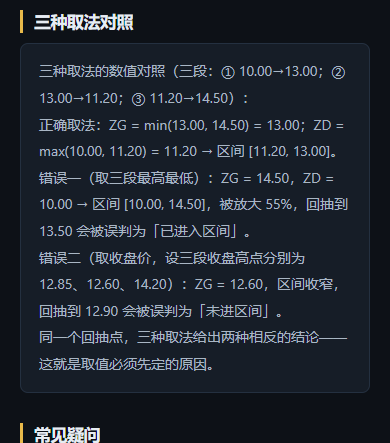 三种取法对照
三种取法的数值对照（三段：① 10.00→13.00；②
13.00→11.20；③ 11.20→14.50）：
正确取法：ZG = min(13.00, 14.50) = 13.00；ZD =
max(10.00, 11.20) = 11.20 → 区间 [11.20, 13.00]。
错误一（取三段最高最低）：ZG = 14.50，ZD =
10.00 → 区间 [10.00, 14.50]，被放大 55%，回抽到
13.50 会被误判为「已进入区间」。
错误二（取收盘价，设三段收盘高点分别为
12.85、12.60、14.20）：ZG = 12.60，区间收窄，
回抽到 12.90 会被误判为「未进区间」。
同一个回抽点，三种取法给出两种相反的结论——
这就是取值必须先定的原因。
常见疑问